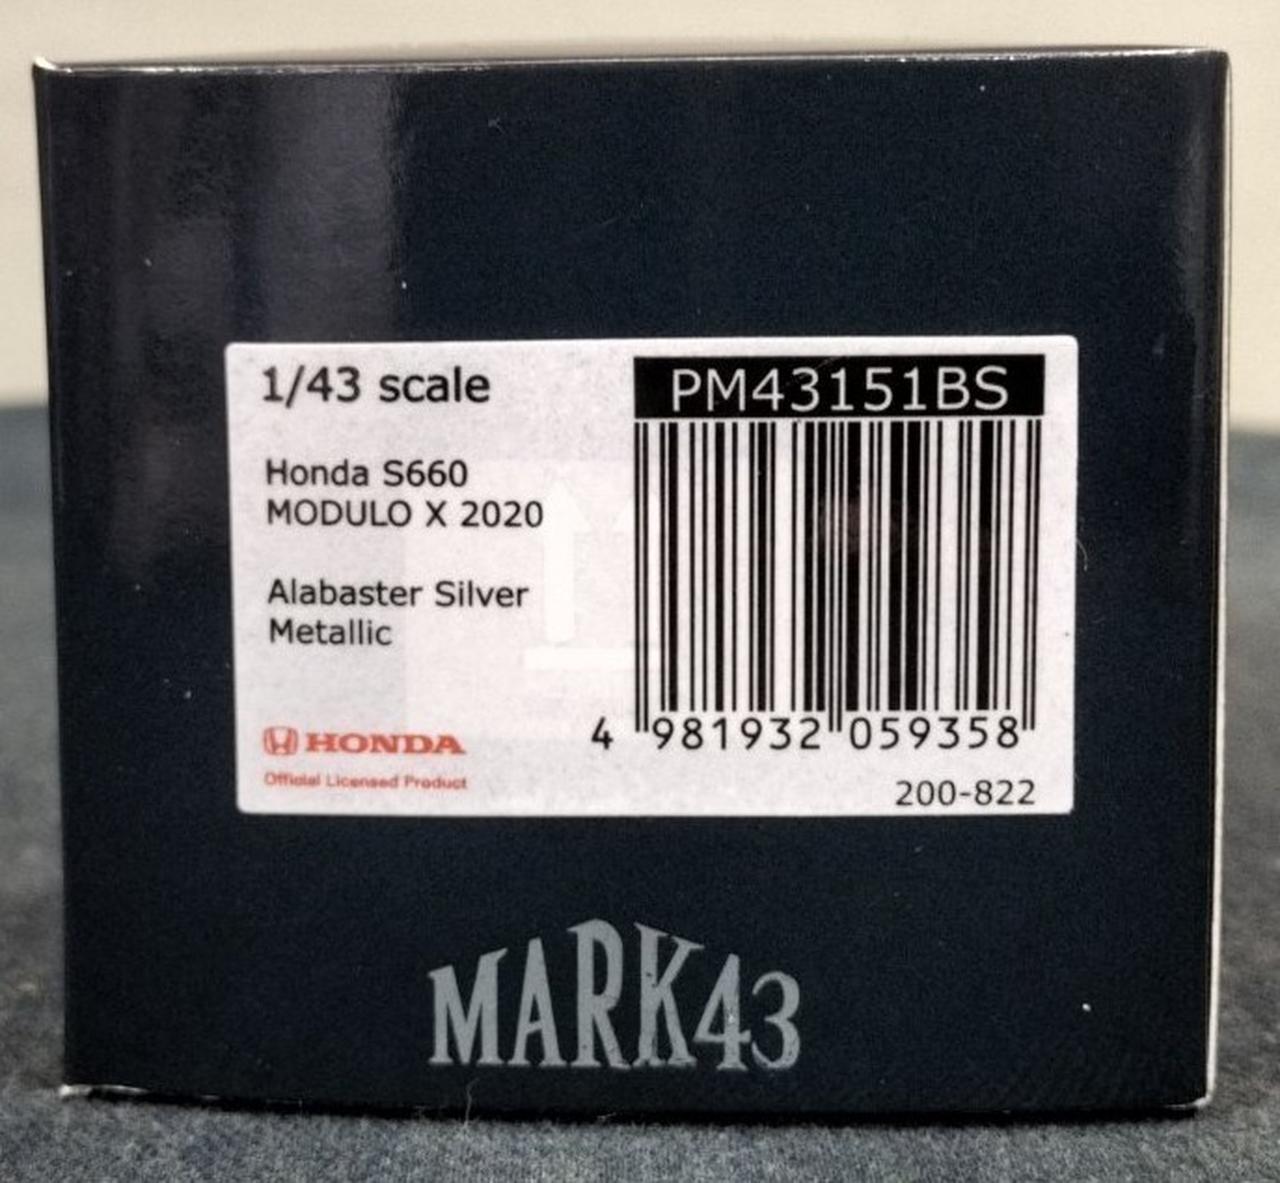 1/43 scale
PM43151BS
Honda S660
MODULO X 2020
Alabaster Silver
Metallic
HONDA
Official Licensed Product
4 981932 059358
200-822
MARK43